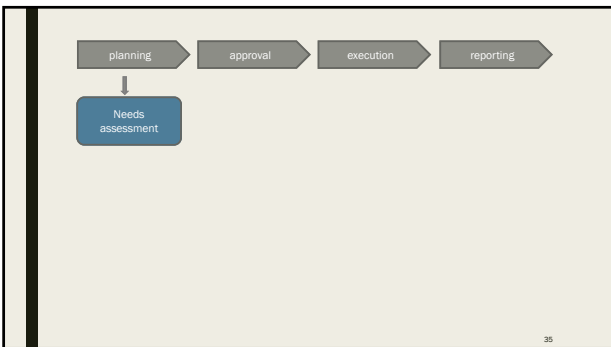 planning
approval
execution
reporting
Needs
assessment
35